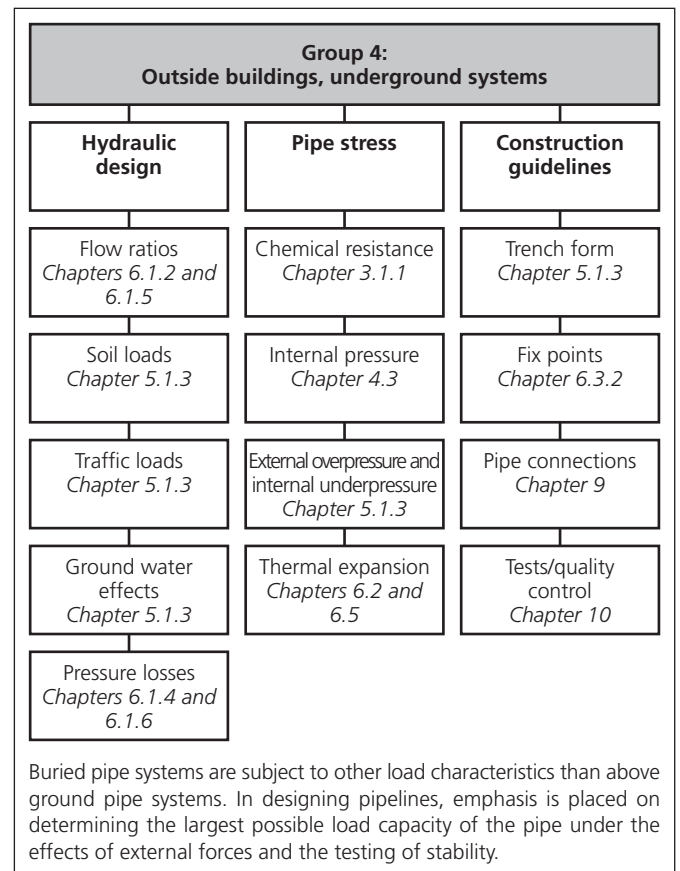 Group 4:
Outside buildings, underground systems
Hydraulic
design
Flow ratios
Chapters 6.1.2 and
6.1.5
Soil loads
Chapter 5.1.3
Traffic loads
Chapter 5.1.3
Ground water
effects
Chapter 5.1.3
Pressure losses
Chapters 6.1.4 and
6.1.6
Pipe stress
Chemical resistance
Chapter 3.1.1
Internal pressure
Chapter 4.3
External overpressure and
internal underpressure
Chapter 5.1.3
Thermal expansion
Chapters 6.2 and
6.5
Construction
guidelines
Trench form
Chapter 5.1.3
Fix points
Chapter 6.3.2
Pipe connections
Chapter 9
Tests/quality
control
Chapter 10
Buried pipe systems are subject to other load characteristics than above
ground pipe systems. In designing pipelines, emphasis is placed on
determining the largest possible load capacity of the pipe under the
effects of external forces and the testing of stability.